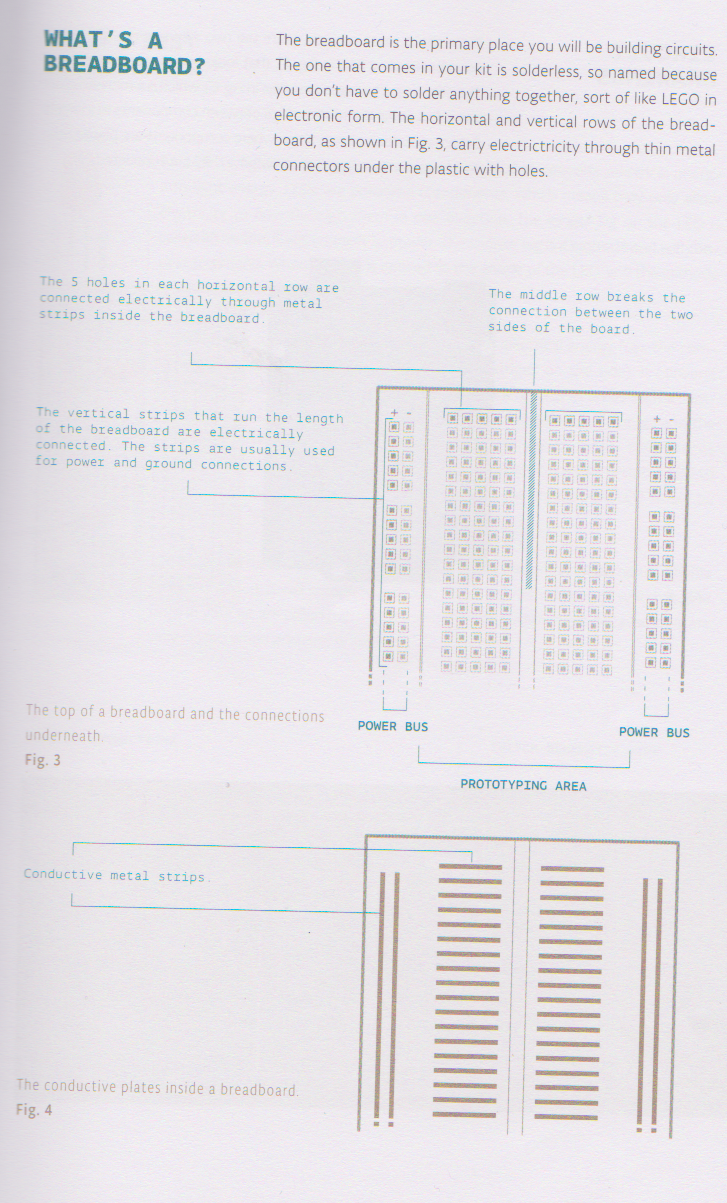 WHAT'S A
BREADBOARD?
The breadboard is the primary place you will be building circuits.
The one that comes in your kit is solderless, so named because
you don't have to solder anything together, sort of like LEGO in
electronic form. The horizontal and vertical rows of the bread-
board, as shown in Fig. 3, carry electrictricity through thin metal
connectors under the plastic with holes.
The 5 holes in each horizontal row are
connected electrically through metal
strips inside the breadboard.
The middle row breaks the
connection between the two
sides of the board.
The vertical strips that run the length
of the breadboard are electrically
connected. The strips are usually used
for power and ground connections.
+ -
+ -
The top of a breadboard and the connections
underneath.
Fig. 3
POWER BUS
POWER BUS
PROTOTYPING AREA
Conductive metal strips.
The conductive plates inside a breadboard.
Fig. 4